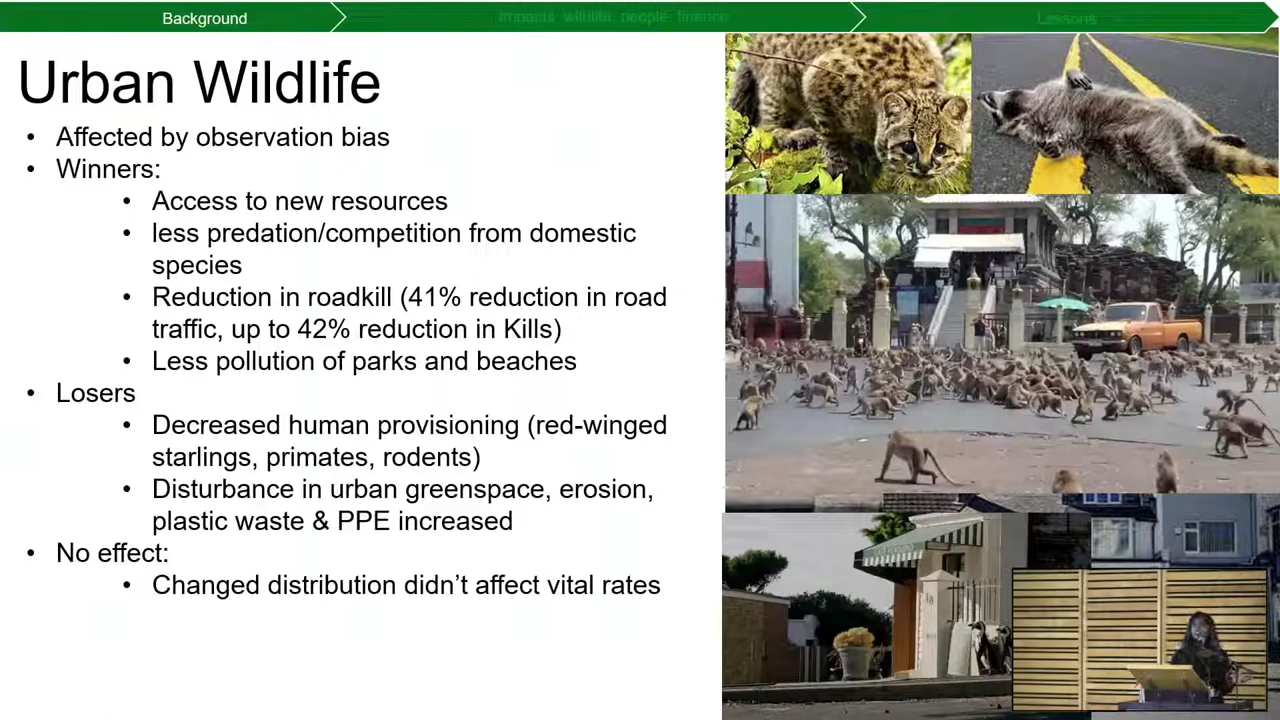 Background
Impacts: wildlife, people, finance
Lessons
Urban Wildlife
• Affected by observation bias
• Winners:
• Access to new resources
• less predation/competition from domestic
species
• Reduction in roadkill (41% reduction in road
traffic, up to 42% reduction in Kills)
• Less pollution of parks and beaches
• Losers
• Decreased human provisioning (red-winged
starlings, primates, rodents)
• Disturbance in urban greenspace, erosion,
plastic waste & PPE increased
• No effect:
• Changed distribution didn’t affect vital rates